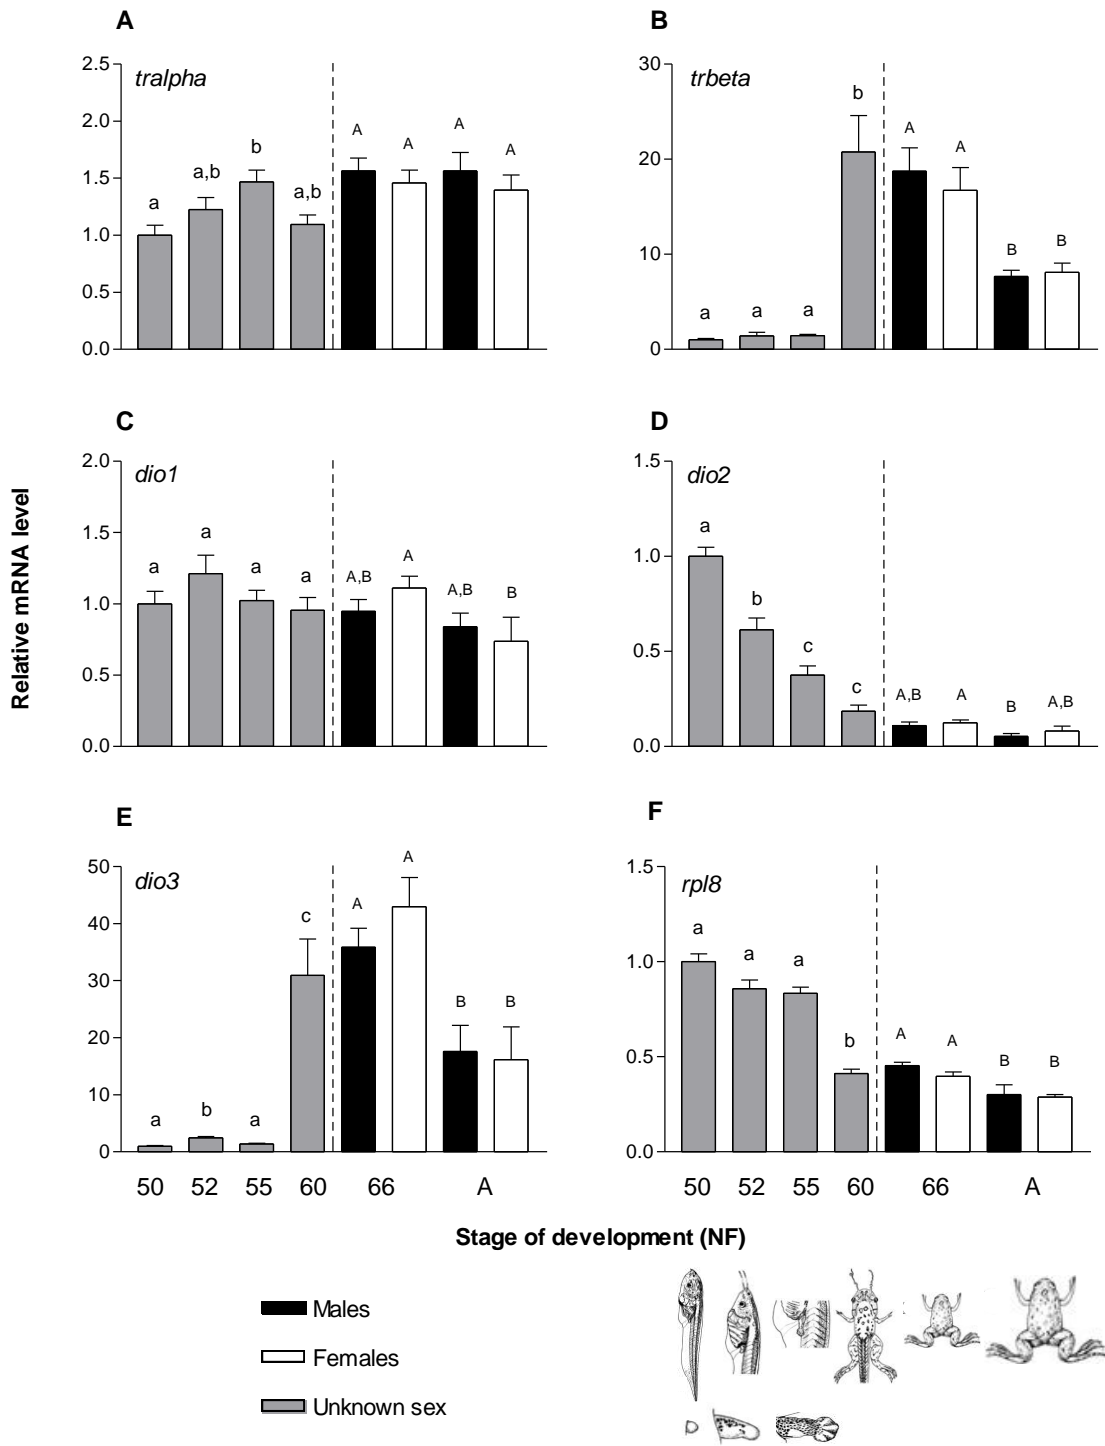 A
tralpha
2.5
2.0
1.5
1.0
0.5
0.0
a
a,b
b
a,b
A
A
A
A
B
trbeta
30
20
10
0
a
a
a
b
A
A
B
B
C
dio1
2.0
1.5
1.0
0.5
0.0
a
a
a
a
A,B
A
A,B
B
D
dio2
1.5
1.0
0.5
0.0
a
b
c
c
A,B
A
B
A,B
E
dio3
50
40
30
20
10
0
a
b
a
c
A
A
B
B
50 52 55 60 66 A
F
rpl8
1.5
1.0
0.5
0.0
a
a
a
b
A
A
B
B
50 52 55 60 66 A
Relative mRNA level
Stage of development (NF)
Males
Females
Unknown sex